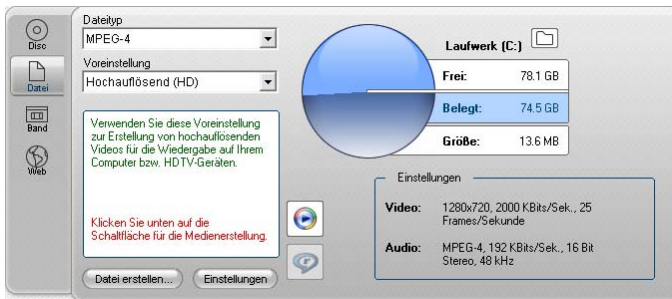 Disc
Datei
Band
Web
Dateityp
MPEG-4
Voreinstellung
Hochauflösend (HD)
Verwenden Sie diese Voreinstellung
zur Erstellung von hochauflösenden
Videos für die Wiedergabe auf Ihrem
Computer bzw. HDTV-Geräten.
Klicken Sie unten auf die
Schaltfläche für die Medienerstellung.
Datei erstellen...
Einstellungen
Laufwerk (C:)
Frei: 78.1 GB
Belegt: 74.5 GB
Größe: 13.6 MB
Einstellungen
Video: 1280x720, 2000 KBits/Sek., 25
Frames/Sekunde
Audio: MPEG-4, 192 KBits/Sek., 16 Bit
Stereo, 48 kHz